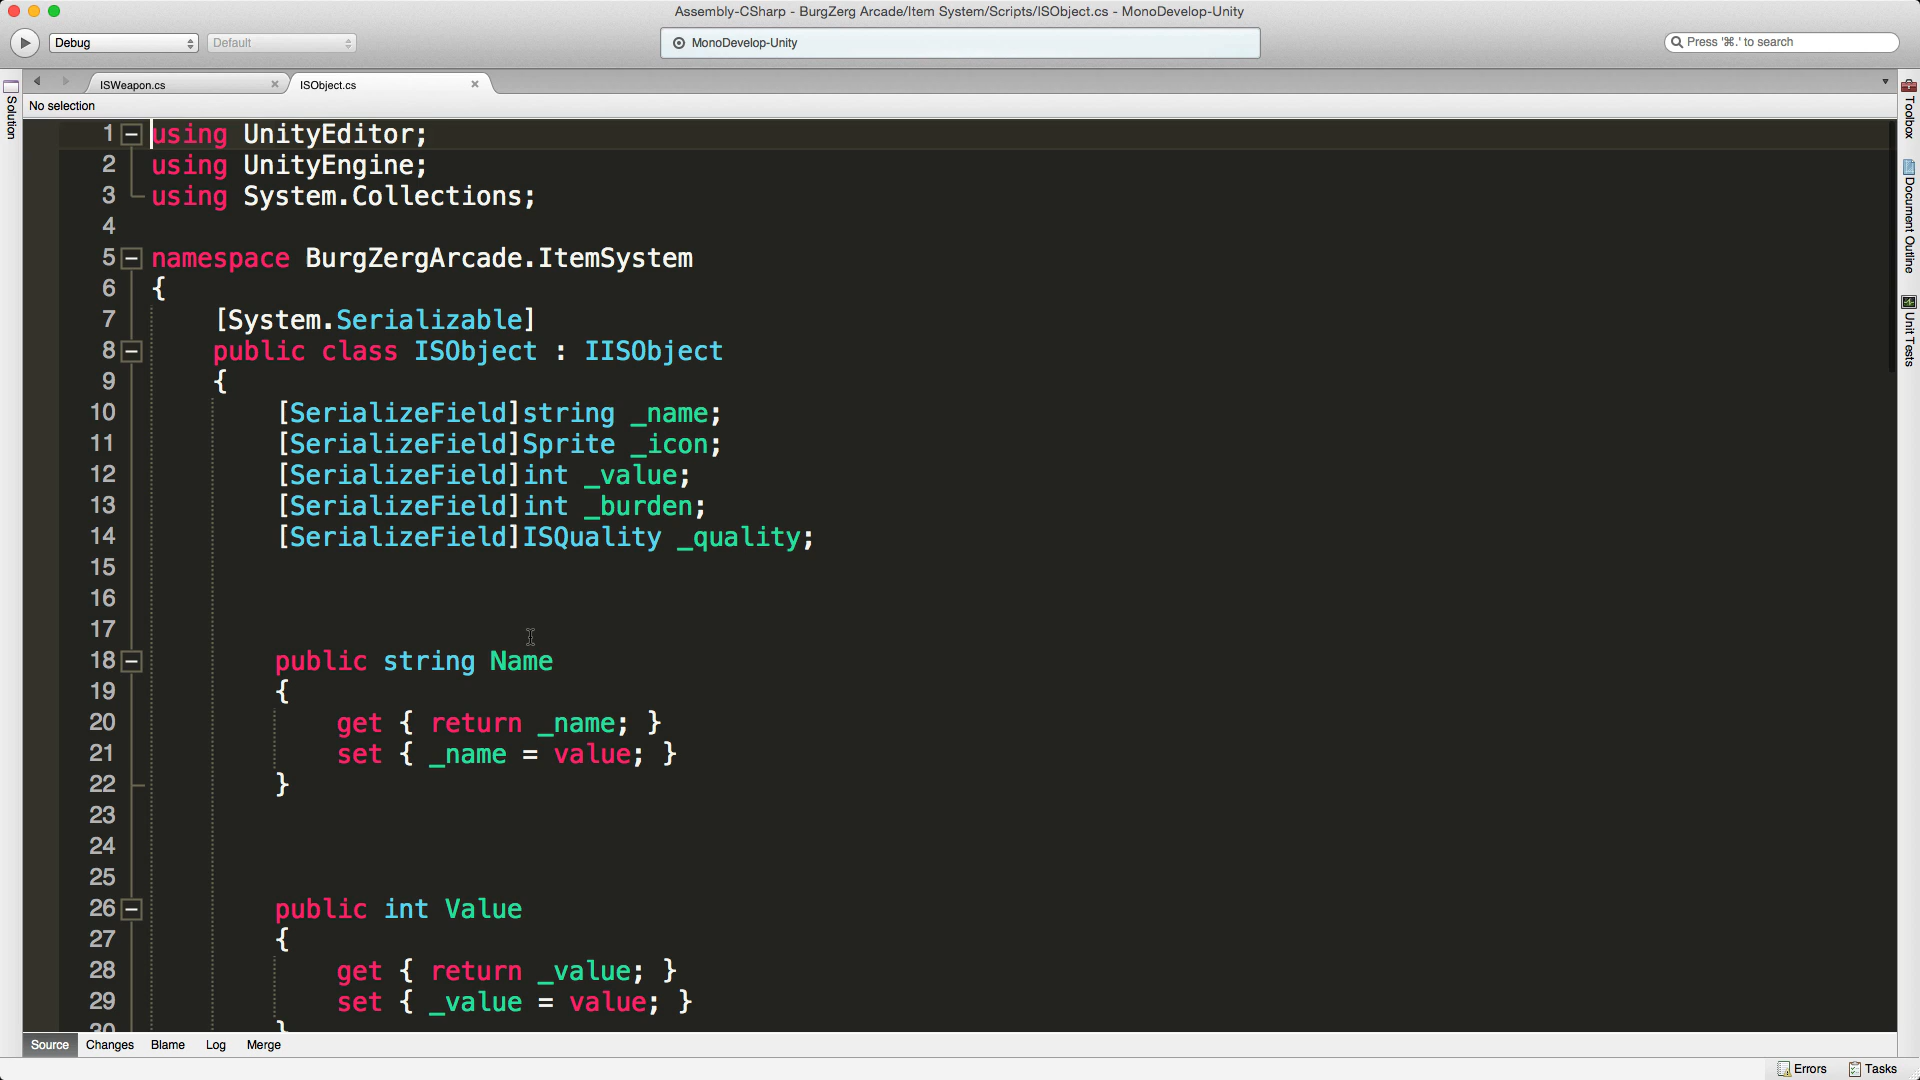 Assembly-CSharp - BurgZerg Arcade/Item System/Scripts/ISObject.cs - MonoDevelop-Unity
Debug
Default
MonoDevelop-Unity
Press '⌘.' to search
Solution
ISWeapon.cs
ISObject.cs
No selection
Toolbox
Document Outline
Unit Tests
1 using UnityEditor;
2 using UnityEngine;
3 using System.Collections;
4
5 namespace BurgZergArcade.ItemSystem
6 {
7 [System.Serializable]
8 public class ISObject : IISObject
9 {
10 [SerializeField]string _name;
11 [SerializeField]Sprite _icon;
12 [SerializeField]int _value;
13 [SerializeField]int _burden;
14 [SerializeField]ISQuality _quality;
15
16
17
18 public string Name
19 {
20 get { return _name; }
21 set { _name = value; }
22 }
23
24
25
26 public int Value
27 {
28 get { return _value; }
29 set { _value = value; }
30 }
Source Changes Blame Log Merge
Errors Tasks